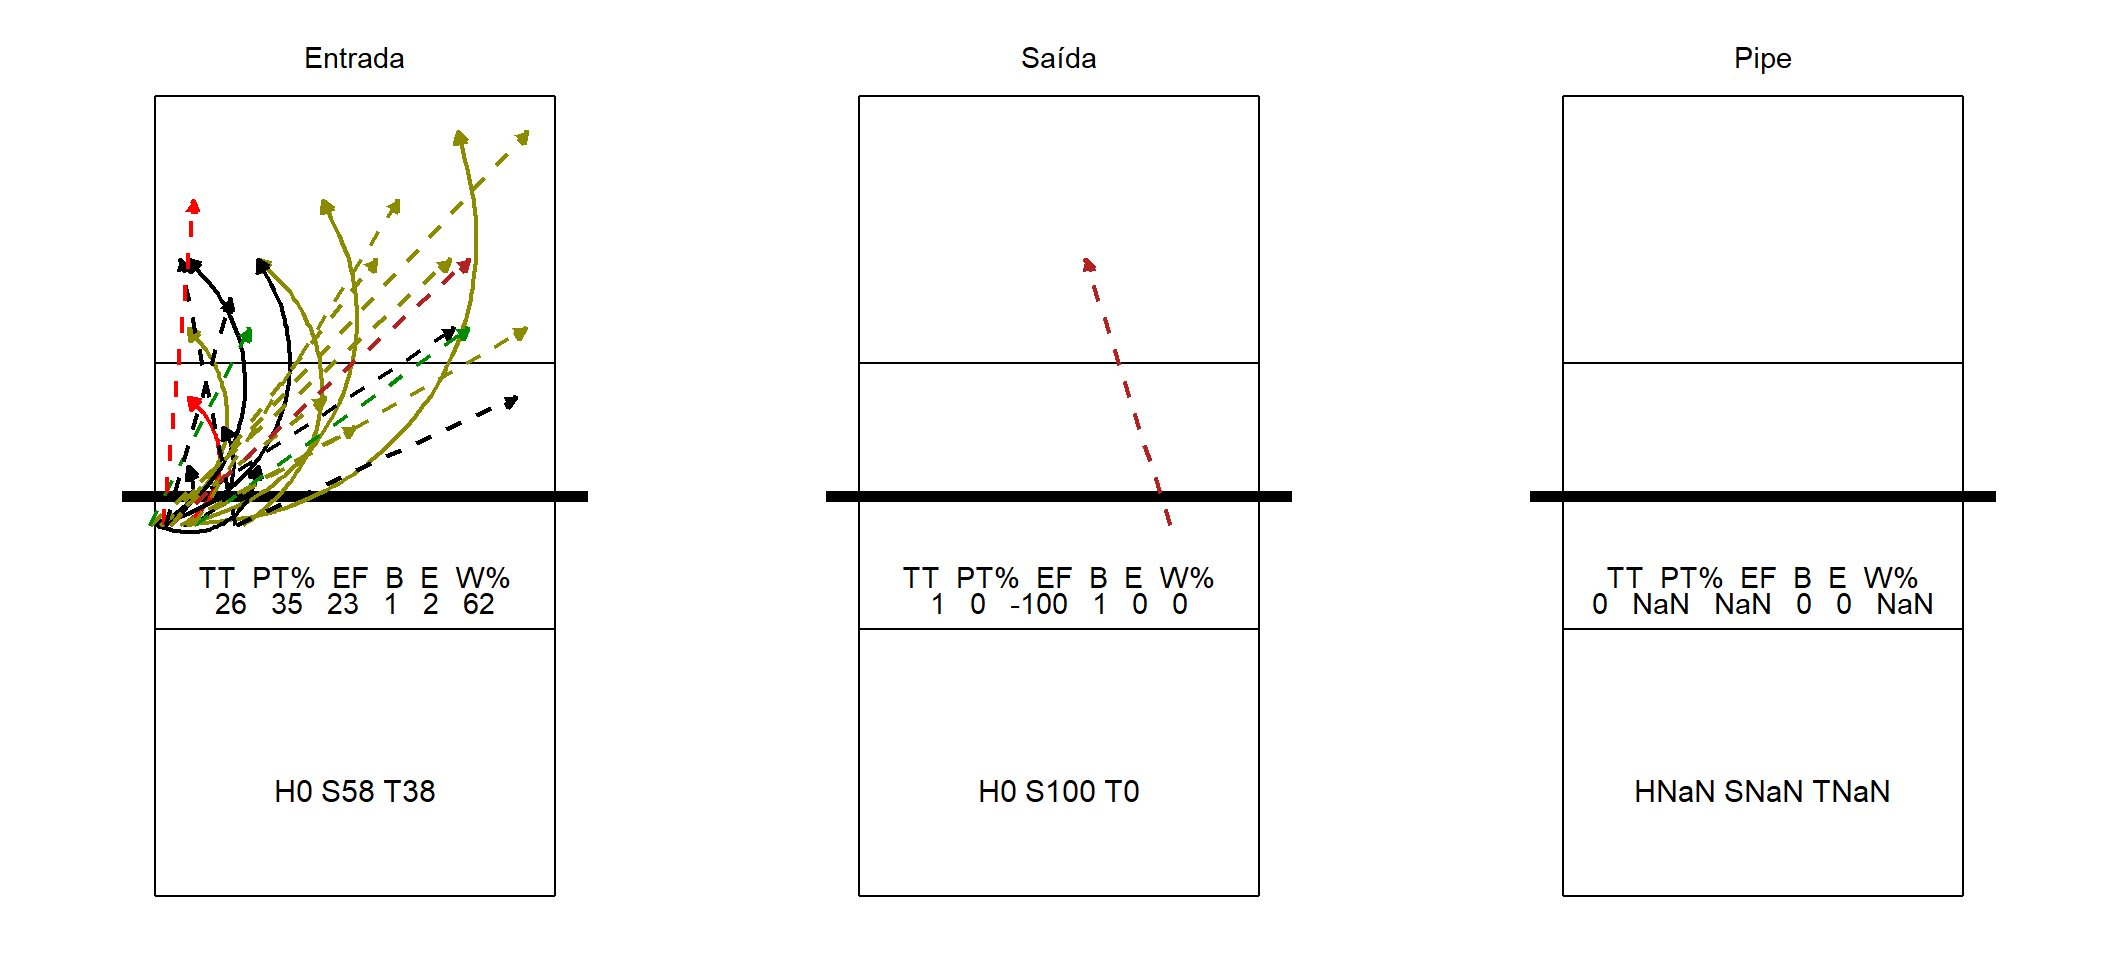 Entrada
TT PT% EF B E W%
26 35 23 1 2 62
H0 S58 T38
Saída
TT PT% EF B E W%
1 0 -100 1 0 0
H0 S100 T0
Pipe
TT PT% EF B E W%
0 NaN NaN 0 0 NaN
HNaN SNaN TNaN